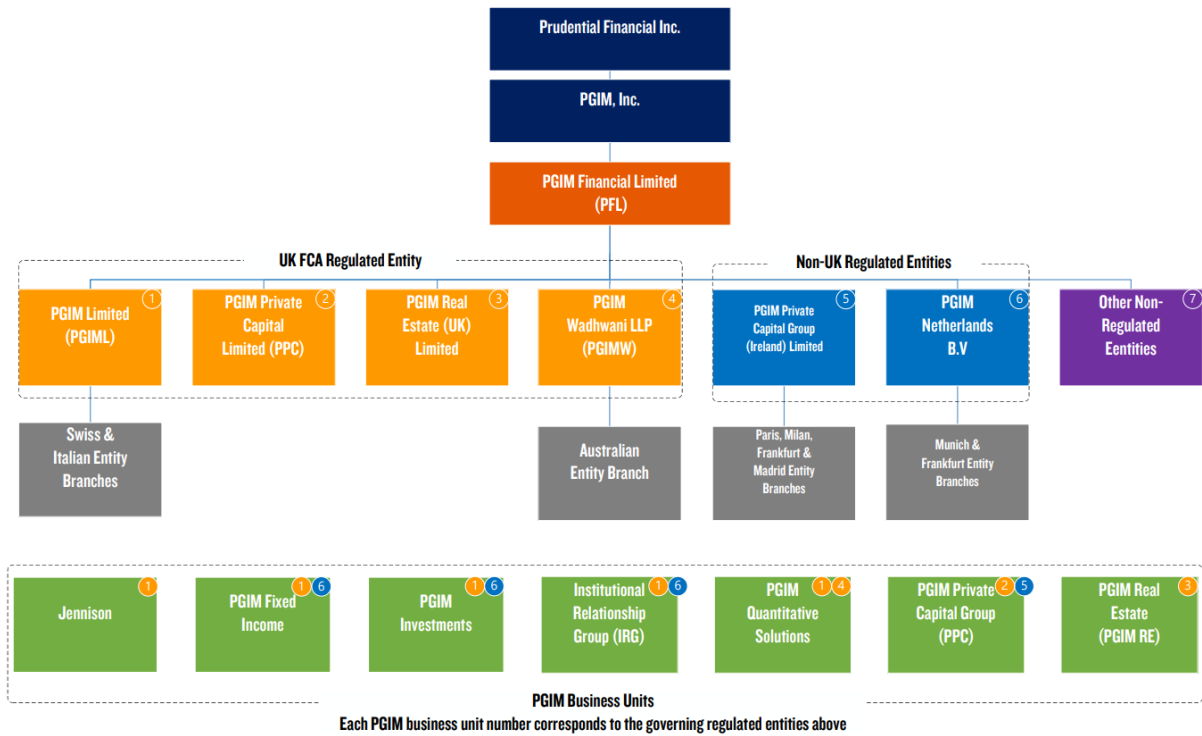 Prudential Financial Inc.
PGIM, Inc.
PGIM Financial Limited
(PFL)
UK FCA Regulated Entity
Non-UK Regulated Entities
1
PGIM Limited
(PGIML)
2
PGIM Private
Capital
Limited (PPC)
3
PGIM Real
Estate (UK)
Limited
4
PGIM
Wadhwani LLP
(PGIMW)
5
PGIM Private
Capital Group
(Ireland) Limited
6
PGIM
Netherlands
B.V
7
Other Non-
Regulated
Eentities
Swiss &
Italian Entity
Branches
Australian
Entity Branch
Paris, Milan,
Frankfurt &
Madrid Entity
Branches
Munich &
Frankfurt Entity
Branches
1
Jennison
1 6
PGIM Fixed
Income
1 6
PGIM
Investments
1 6
Institutional
Relationship
Group (IRG)
1 4
PGIM
Quantitative
Solutions
2 5
PGIM Private
Capital Group
(PPC)
3
PGIM Real
Estate
(PGIM RE)
PGIM Business Units
Each PGIM business unit number corresponds to the governing regulated entities above